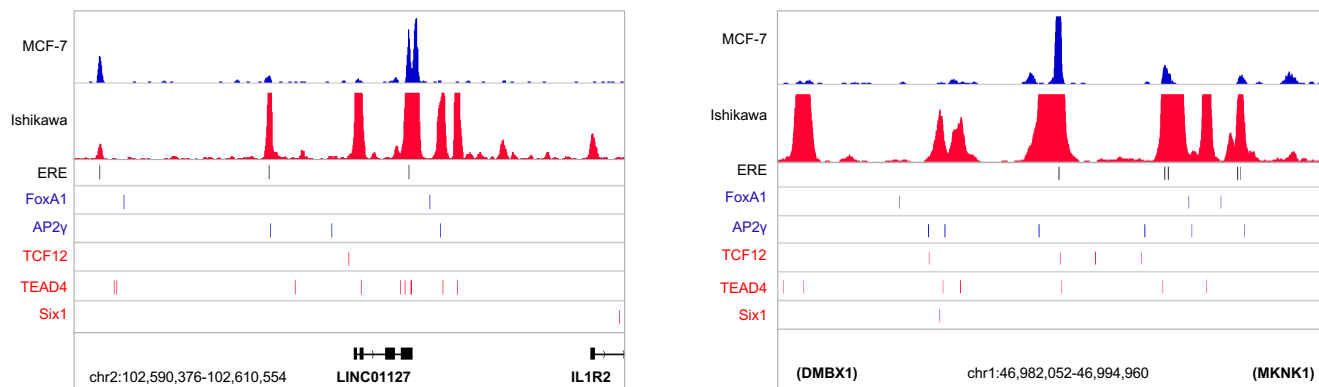 MCF-7
Ishikawa
ERE
FoxA1
AP2γ
TCF12
TEAD4
Six1
chr2:102,590,376-102,610,554
LINC01127
IL1R2
MCF-7
Ishikawa
ERE
FoxA1
AP2γ
TCF12
TEAD4
Six1
(DMBX1)
chr1:46,982,052-46,994,960
(MKNK1)